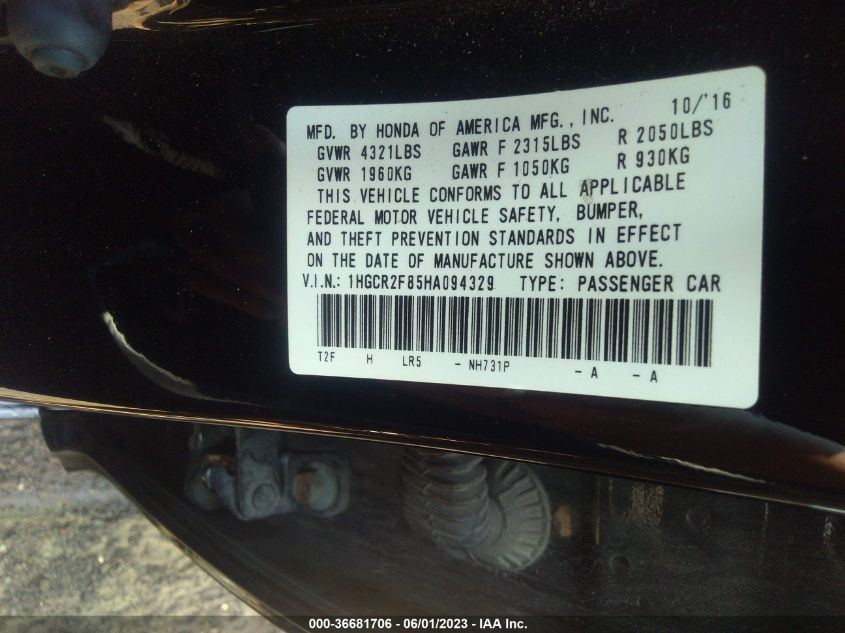 10/'16
MFD. BY HONDA OF AMERICA MFG., INC.
GVWR 4321LBS GAWR F 2315LBS R 2050LBS
GVWR 1960KG GAWR F 1050KG R 930KG
THIS VEHICLE CONFORMS TO ALL APPLICABLE
FEDERAL MOTOR VEHICLE SAFETY, BUMPER,
AND THEFT PREVENTION STANDARDS IN EFFECT
ON THE DATE OF MANUFACTURE SHOWN ABOVE.
V.I.N.: 1HGCR2F85HA094329 TYPE: PASSENGER CAR
T2F H LR5 - NH731P - A - A
000-36681706 - 06/01/2023 - IAA Inc.